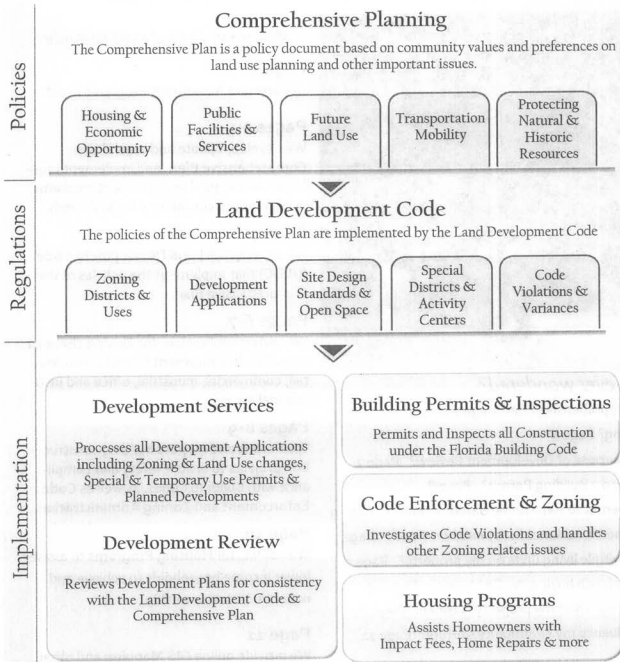 Policies
Comprehensive Planning
The Comprehensive Plan is a policy document based on community values and preferences on
land use planning and other important issues.
Housing &
Economic
Opportunity
Public
Facilities &
Services
Future
Land Use
Transportation
Mobility
Protecting
Natural &
Historic
Resources
Regulations
Land Development Code
The policies of the Comprehensive Plan are implemented by the Land Development Code
Zoning
Districts &
Uses
Development
Applications
Site Design
Standards &
Open Space
Special
Districts &
Activity
Centers
Code
Violations &
Variances
Implementation
Development Services
Processes all Development Applications
including Zoning & Land Use changes,
Special & Temporary Use Permits &
Planned Developments
Development Review
Reviews Development Plans for consistency
with the Land Development Code &
Comprehensive Plan
Building Permits & Inspections
Permits and Inspects all Construction
under the Florida Building Code
Code Enforcement & Zoning
Investigates Code Violations and handles
other Zoning related issues
Housing Programs
Assists Homeowners with
Impact Fees, Home Repairs & more